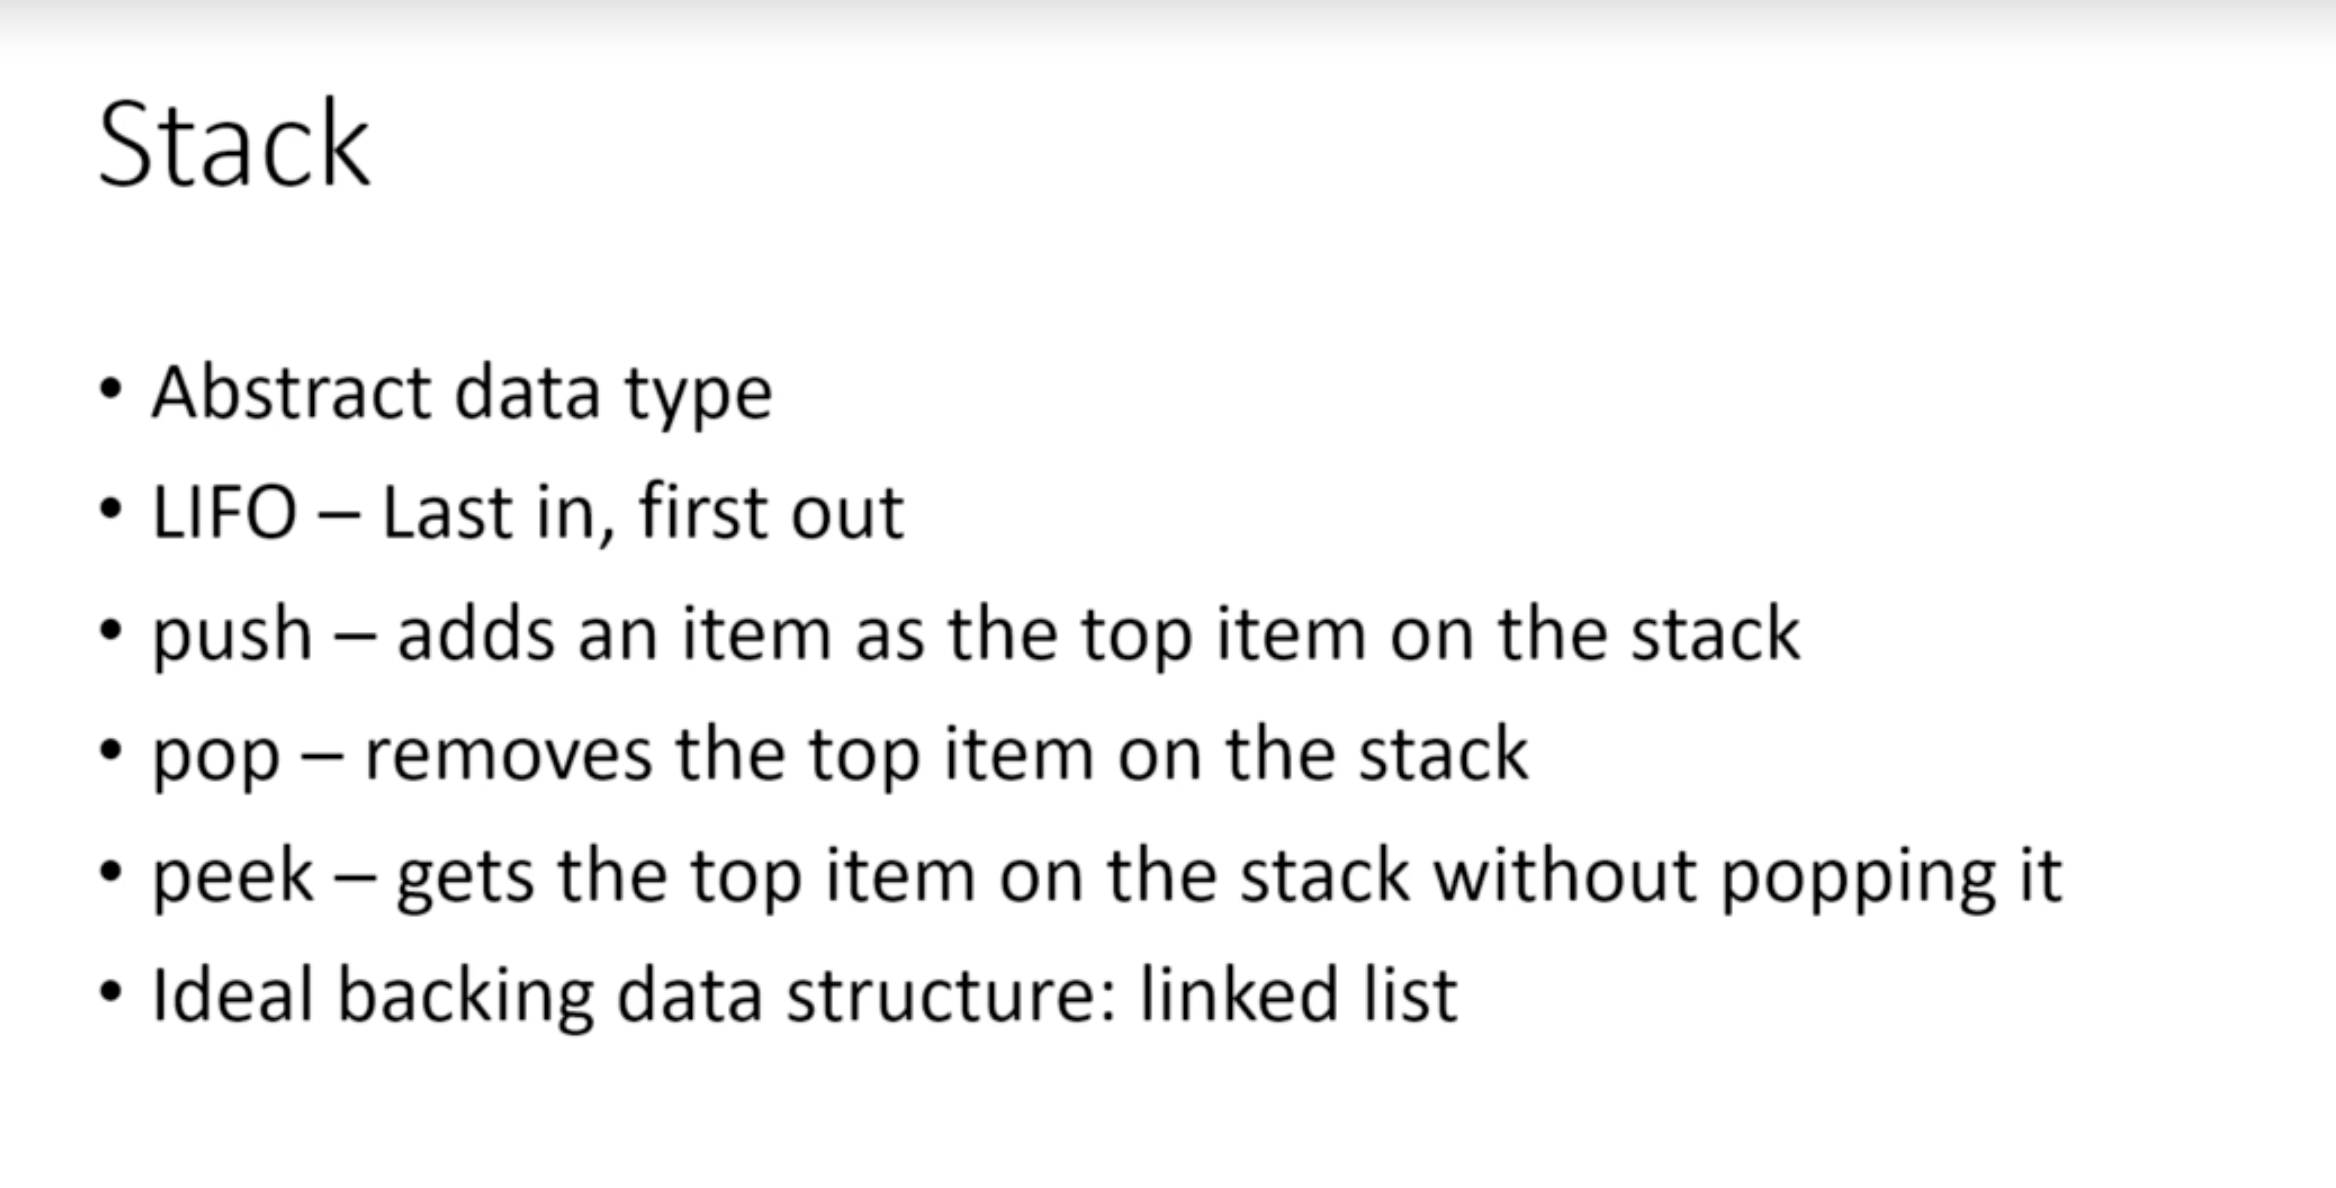 Stack
• Abstract data type
• LIFO – Last in, first out
• push – adds an item as the top item on the stack
• pop – removes the top item on the stack
• peek – gets the top item on the stack without popping it
• Ideal backing data structure: linked list